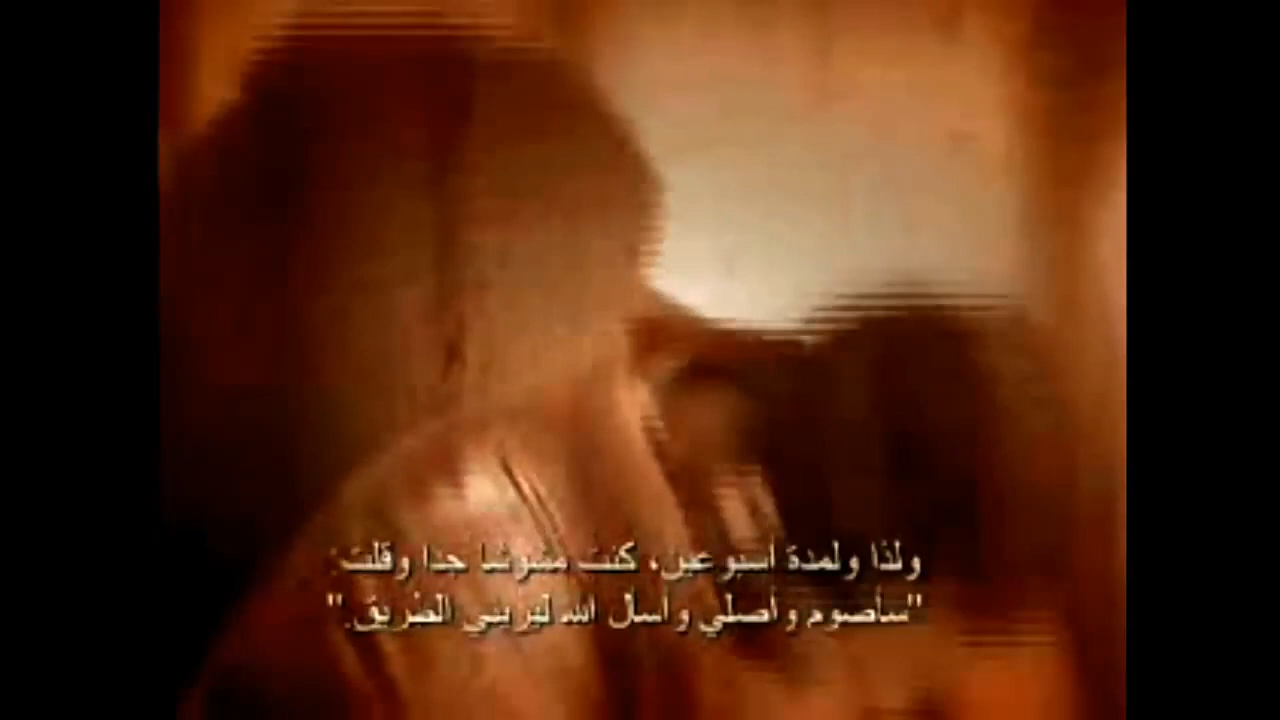 ولذا ولمدة أسبوعين، كنت مشوشا جدا وقلت:
"سأصوم وأصلي وأسأل الله ليريني الطريق."